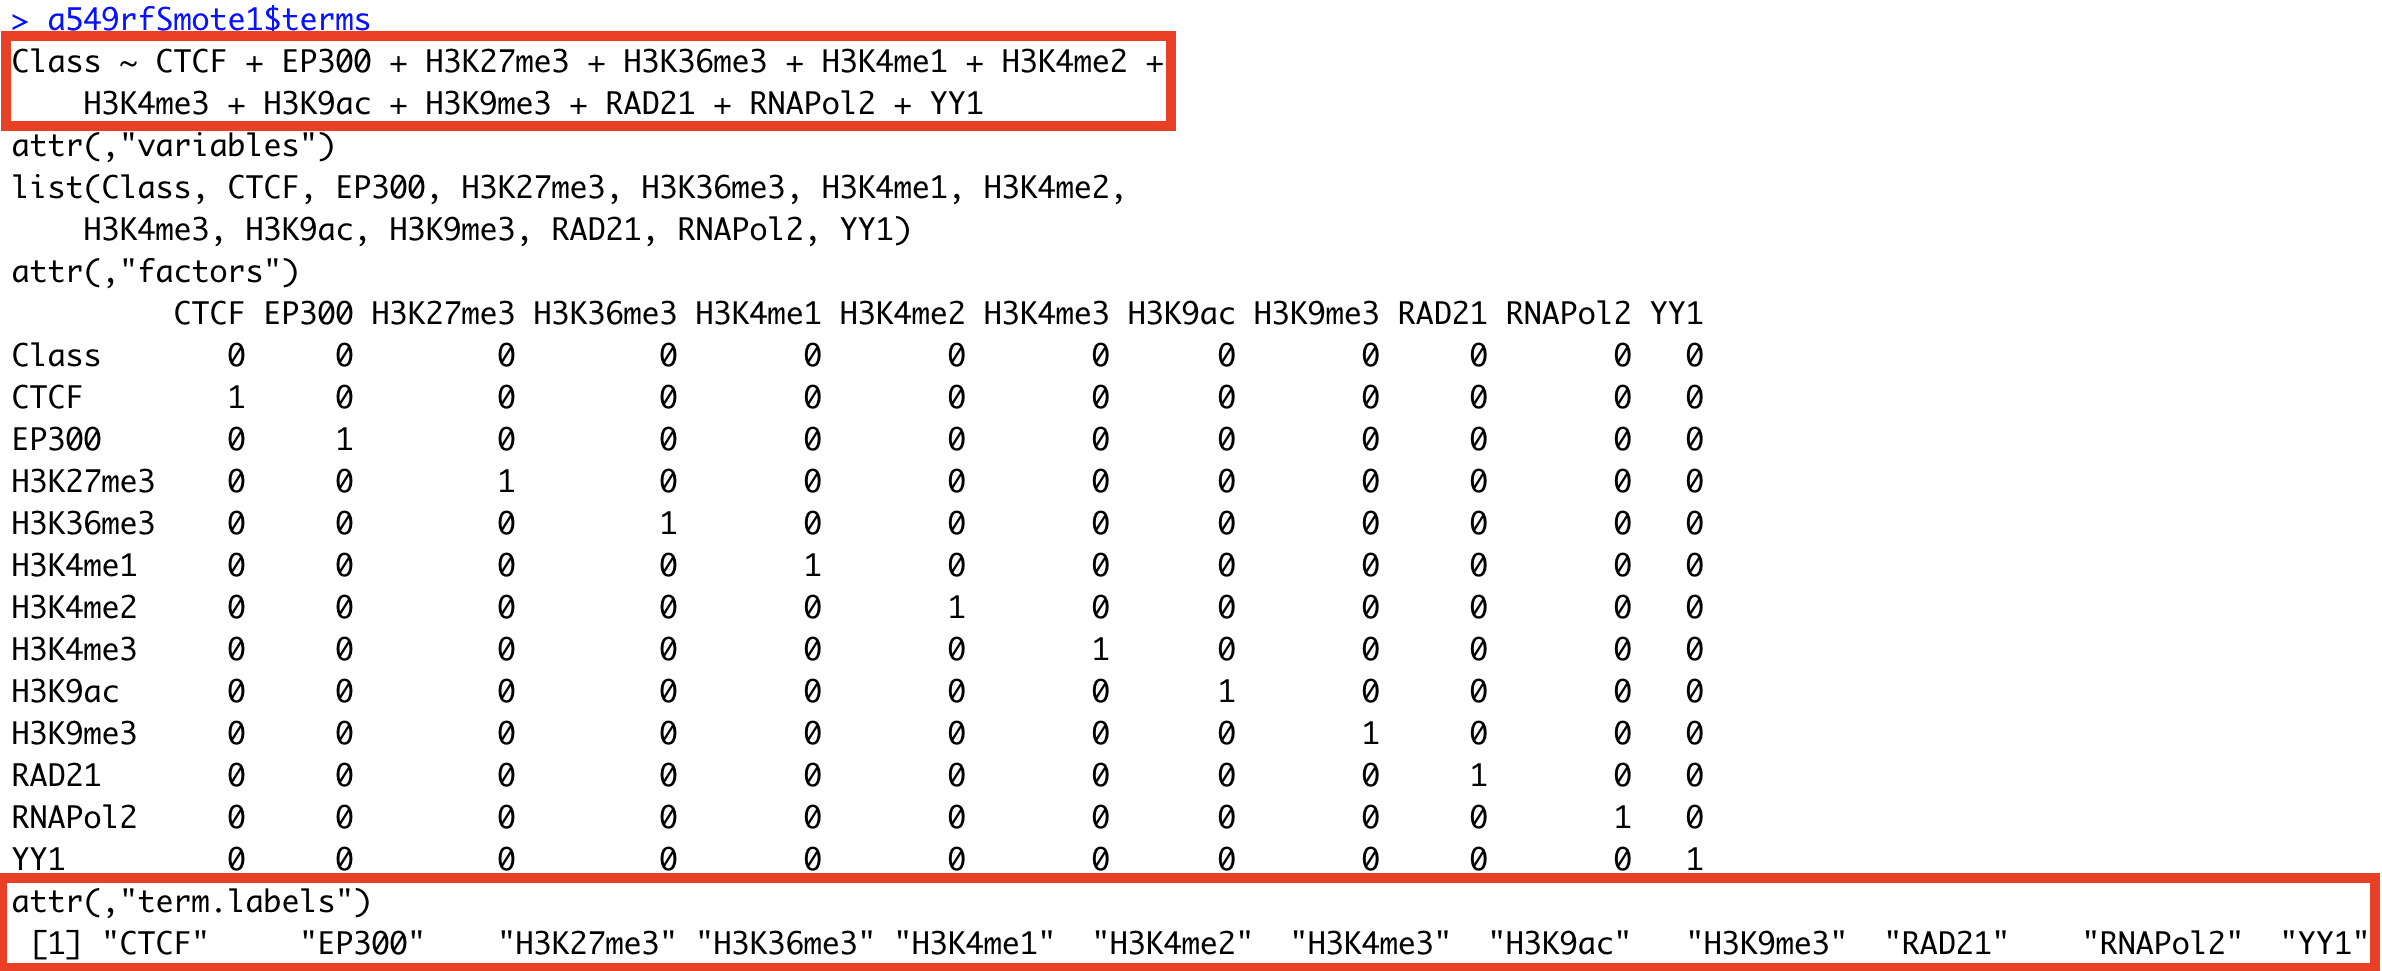 > a549rfSmote1$terms
Class ~ CTCF + EP300 + H3K27me3 + H3K36me3 + H3K4me1 + H3K4me2 +
    H3K4me3 + H3K9ac + H3K9me3 + RAD21 + RNAPol2 + YY1
attr(,"variables")
list(Class, CTCF, EP300, H3K27me3, H3K36me3, H3K4me1, H3K4me2,
    H3K4me3, H3K9ac, H3K9me3, RAD21, RNAPol2, YY1)
attr(,"factors")
         CTCF EP300 H3K27me3 H3K36me3 H3K4me1 H3K4me2 H3K4me3 H3K9ac H3K9me3 RAD21 RNAPol2 YY1
Class       0     0        0        0       0       0       0      0       0     0       0   0
CTCF        1     0        0        0       0       0       0      0       0     0       0   0
EP300       0     1        0        0       0       0       0      0       0     0       0   0
H3K27me3    0     0        1        0       0       0       0      0       0     0       0   0
H3K36me3    0     0        0        1       0       0       0      0       0     0       0   0
H3K4me1     0     0        0        0       1       0       0      0       0     0       0   0
H3K4me2     0     0        0        0       0       1       0      0       0     0       0   0
H3K4me3     0     0        0        0       0       0       1      0       0     0       0   0
H3K9ac      0     0        0        0       0       0       0      1       0     0       0   0
H3K9me3     0     0        0        0       0       0       0      0       1     0       0   0
RAD21       0     0        0        0       0       0       0      0       0     1       0   0
RNAPol2     0     0        0        0       0       0       0      0       0     0       1   0
YY1         0     0        0        0       0       0       0      0       0     0       0   1
attr(,"term.labels")
 [1] "CTCF"     "EP300"    "H3K27me3" "H3K36me3" "H3K4me1"  "H3K4me2"  "H3K4me3"  "H3K9ac"   "H3K9me3"  "RAD21"    "RNAPol2"  "YY1"